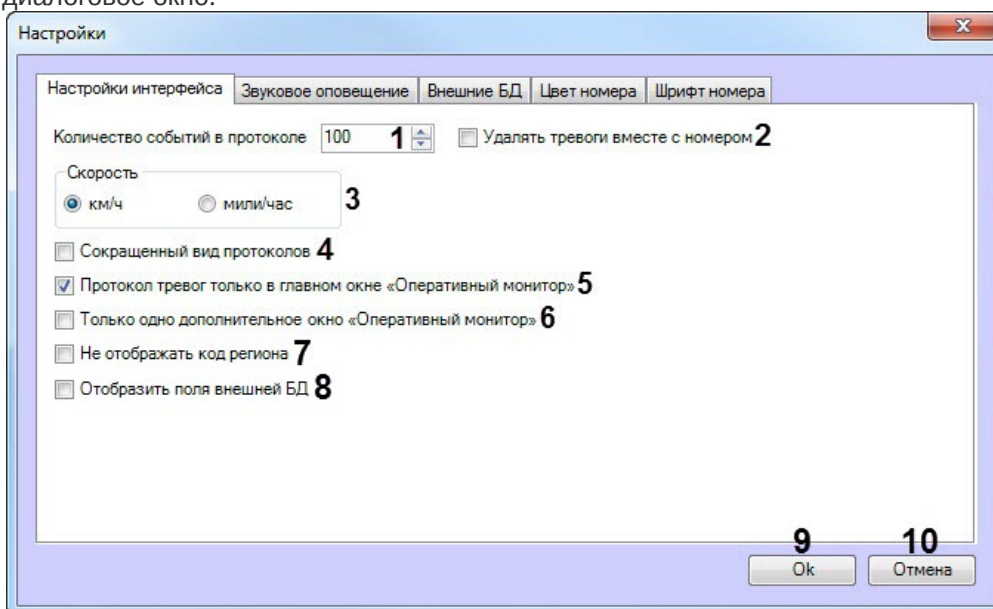 диалоговое окно.
Настройки
Настройки интерфейса Звуковое оповещение Внешние БД Цвет номера Шрифт номера
Количество событий в протоколе 100 1 Удалять тревоги вместе с номером 2
Скорость
км/ч мили/час 3
Сокращенный вид протоколов 4
Протокол тревог только в главном окне «Оперативный монитор» 5
Только одно дополнительное окно «Оперативный монитор» 6
Не отображать код региона 7
Отобразить поля внешней БД 8
9 10
Ok Отмена